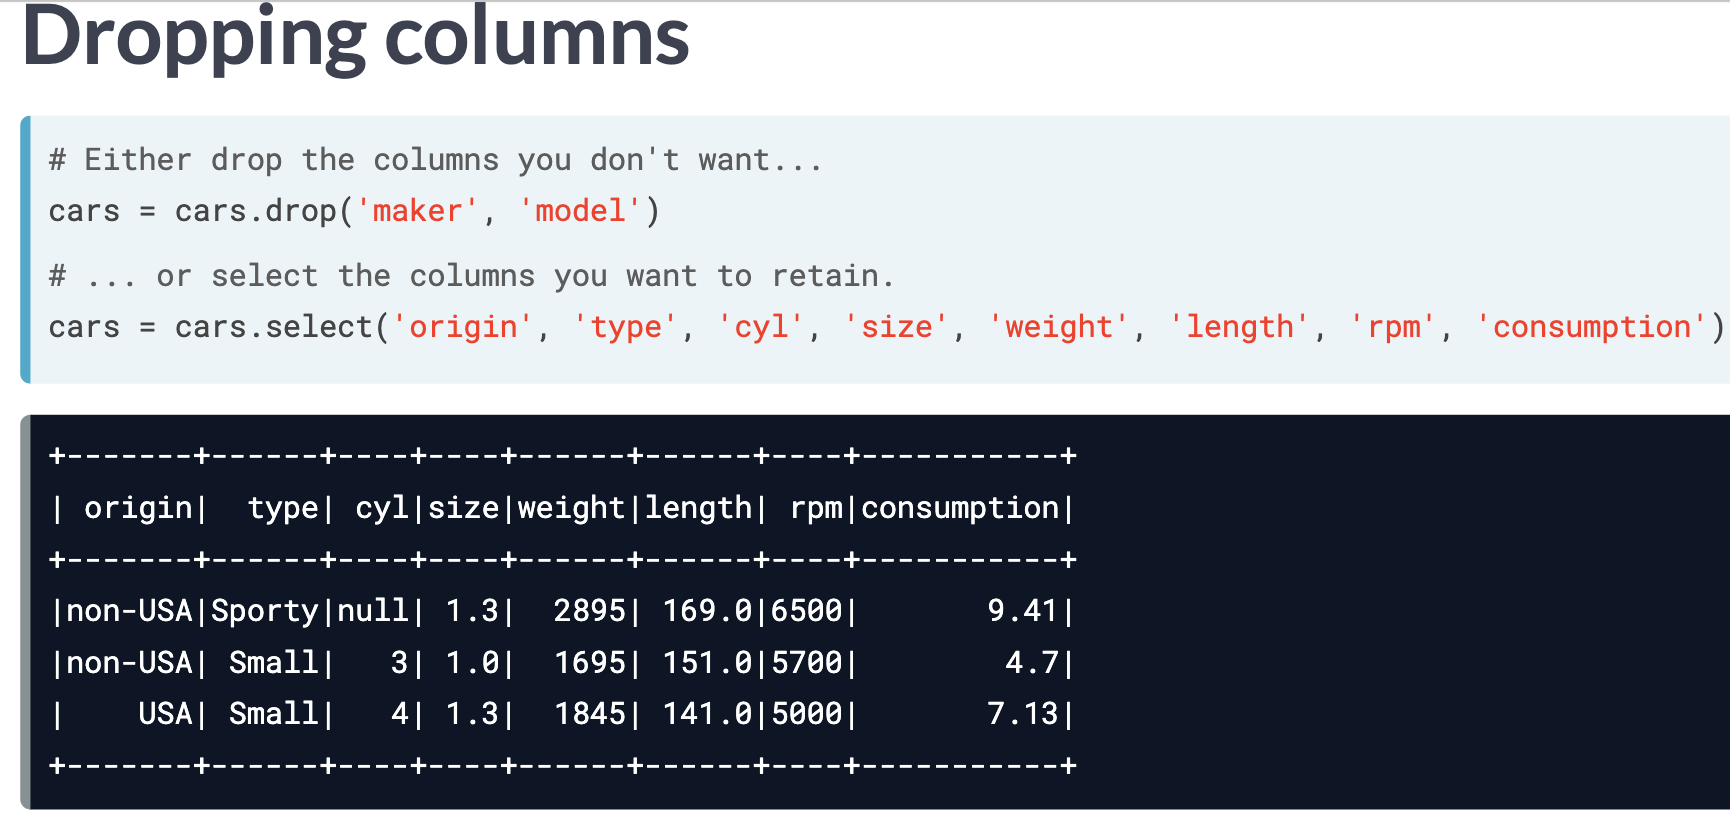 Dropping columns
# Either drop the columns you don't want...
cars = cars.drop('maker', 'model')
# ... or select the columns you want to retain.
cars = cars.select('origin', 'type', 'cyl', 'size', 'weight', 'length', 'rpm', 'consumption')
+-------+------+----+----+------+------+----+-----------+
| origin|  type| cyl|size|weight|length| rpm|consumption|
+-------+------+----+----+------+------+----+-----------+
|non-USA|Sporty|null| 1.3|  2895| 169.0|6500|       9.41|
|non-USA| Small|   3| 1.0|  1695| 151.0|5700|        4.7|
|    USA| Small|   4| 1.3|  1845| 141.0|5000|       7.13|
+-------+------+----+----+------+------+----+-----------+